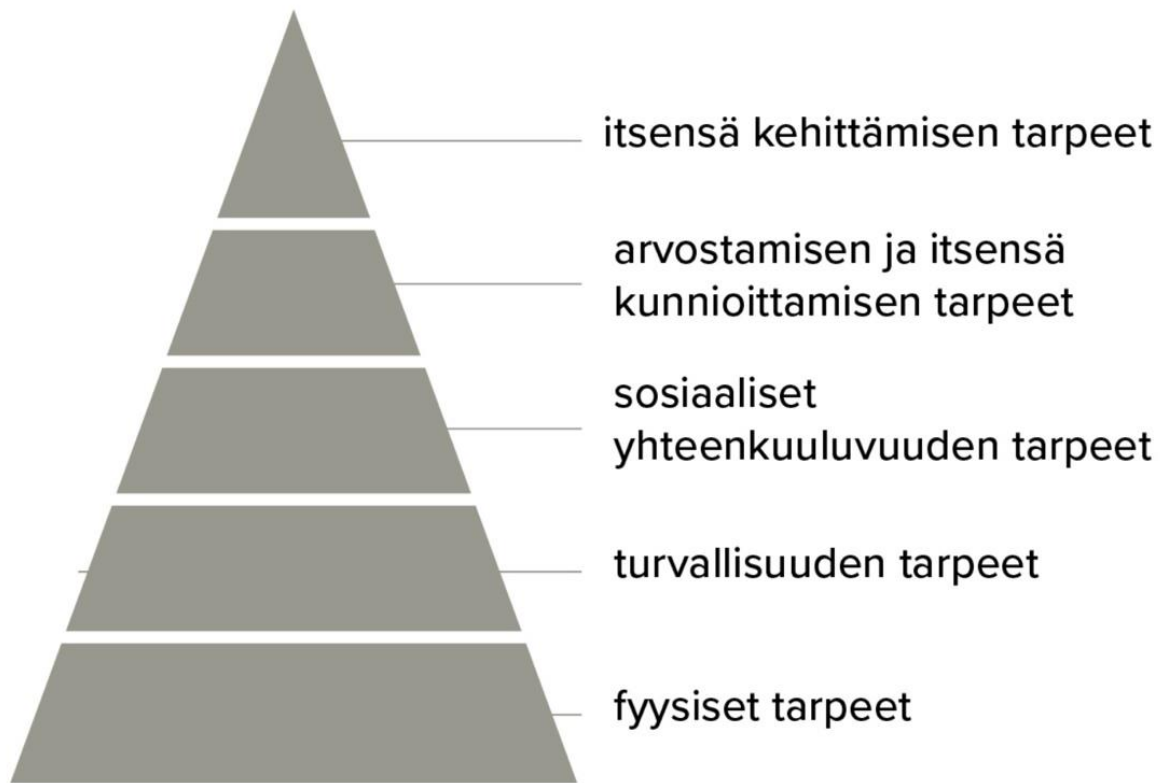 itsensä kehittämisen tarpeet
arvostamisen ja itsensä
kunnioittamisen tarpeet
sosiaaliset
yhteenkuuluvuuden tarpeet
turvallisuuden tarpeet
fyysiset tarpeet